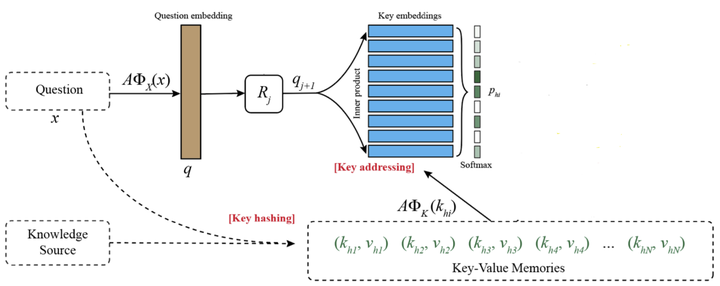 Question embedding
Key embeddings
Question
x
AΦ_X(x)
q
R_j
q_{j+1}
Inner product
p_{hi}
Softmax
[Key addressing]
AΦ_K(k_{hi})
[Key hashing]
Knowledge
Source
(k_{h1}, v_{h1}) (k_{h2}, v_{h2}) (k_{h3}, v_{h3}) (k_{h4}, v_{h4}) ... (k_{hN}, v_{hN})
Key-Value Memories